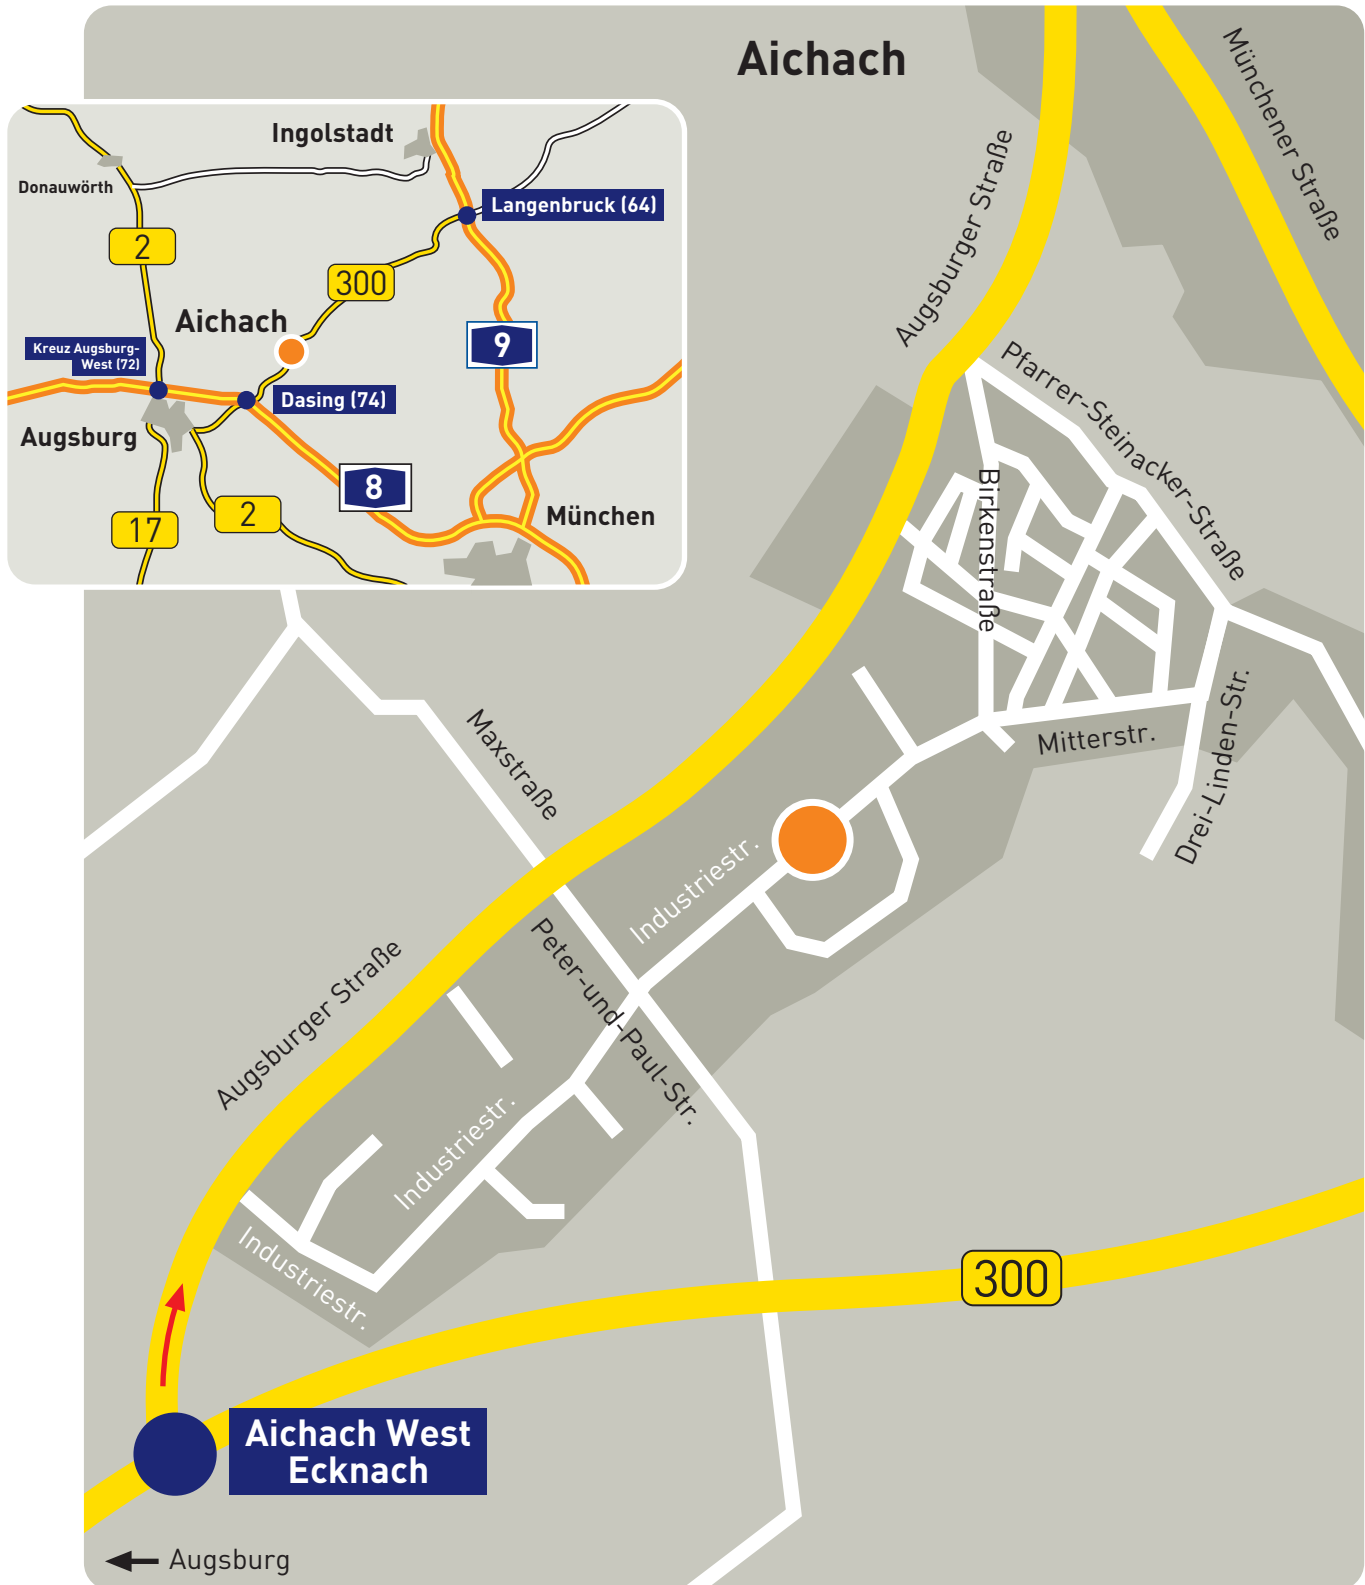 Aichach
Münchener Straße
Augsburger Straße
Ingolstadt
Donauwörth
Langenbruck (64)
2
300
Aichach
9
Kreuz Augsburg-
West (72)
Dasing (74)
Augsburg
8
2
17
München
Pfarrer-Steinacker-Straße
Birkenstraße
Mitterstr.
Drei-Linden-Str.
Maxstraße
Industriestr.
Peter-und-Paul-Str.
Augsburger Straße
Industriestr.
Industriestr.
300
Aichach West
Ecknach
Augsburg